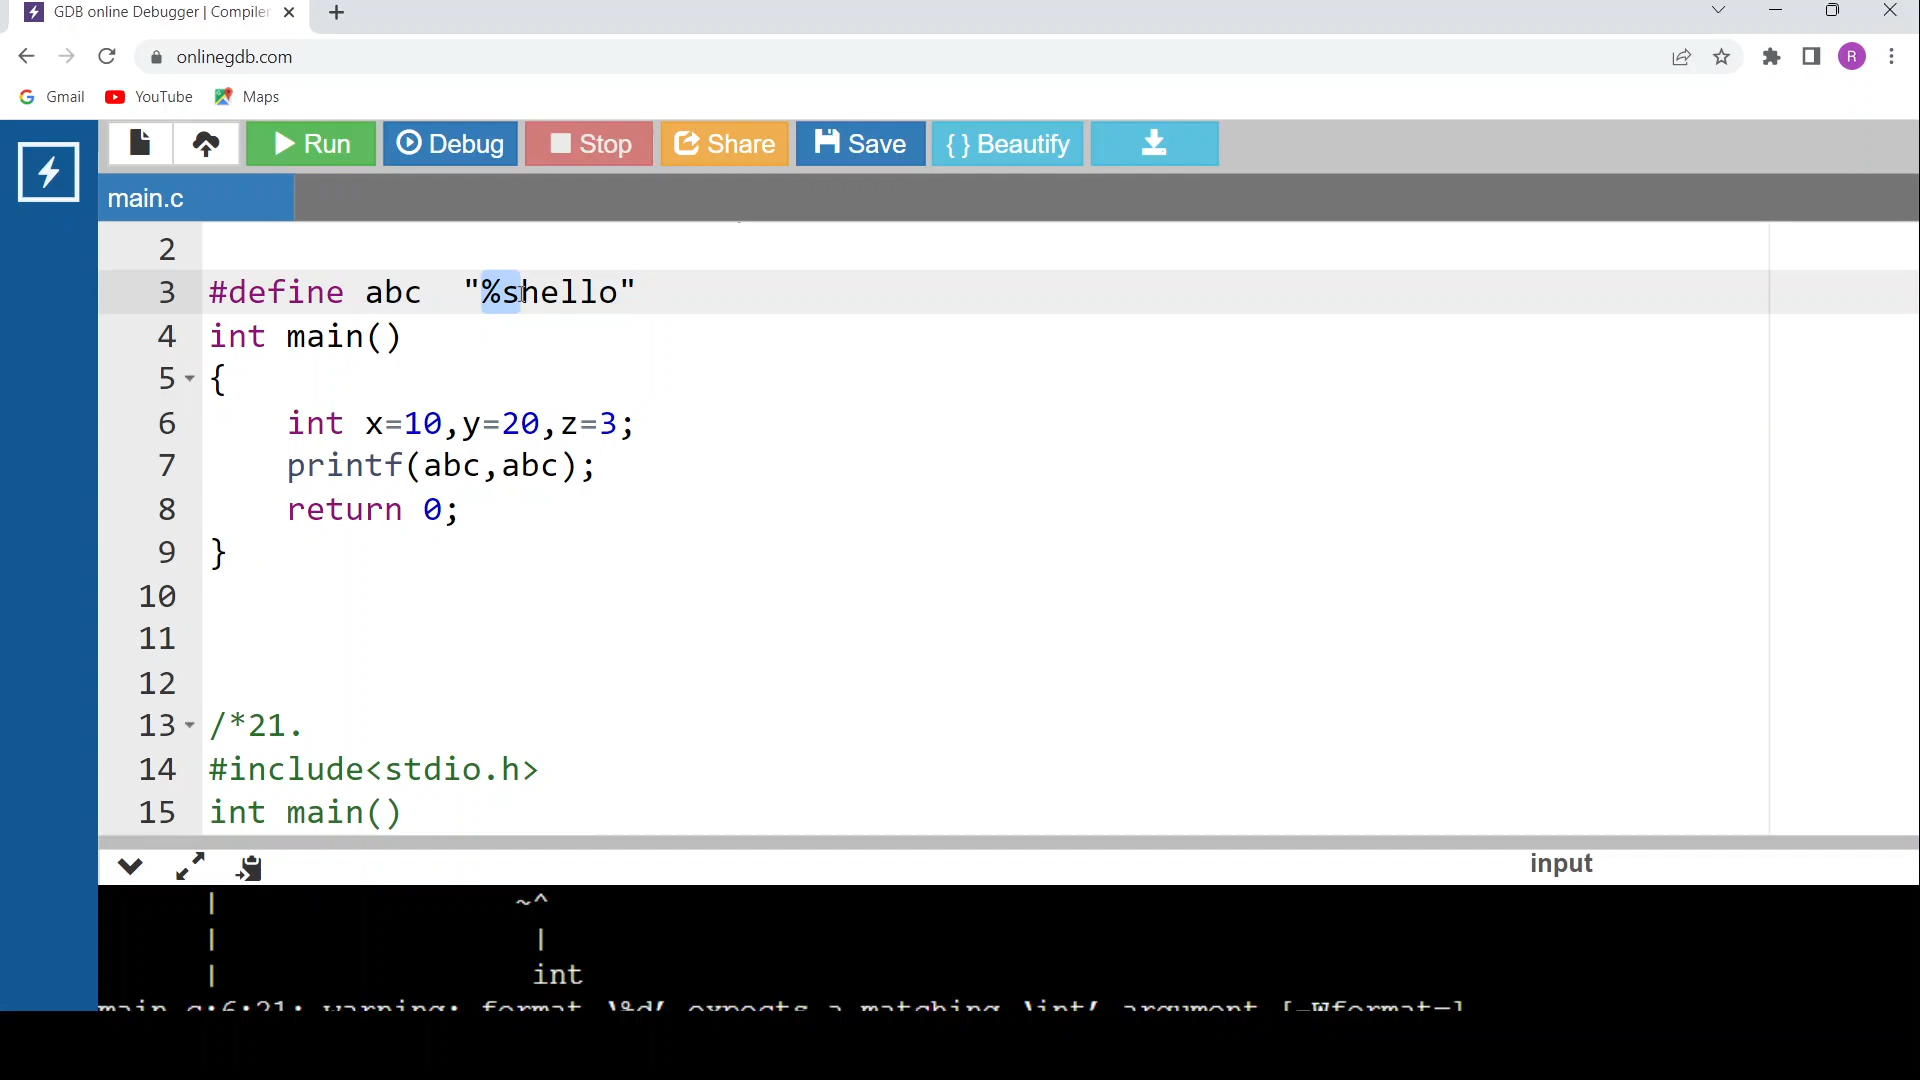 GDB online Debugger | Compiler
onlinegdb.com
R
Gmail YouTube Maps
Run Debug Stop Share Save { } Beautify
main.c
2
3 #define abc  "%shello"
4 int main()
5 {
6     int x=10,y=20,z=3;
7     printf(abc,abc);
8     return 0;
9 }
10
11
12
13 /*21.
14 #include<stdio.h>
15 int main()
input
| ~^
| |
| int
main.c:6:21: warning: format '%d' expects a matching 'int' argument [-Wformat=]